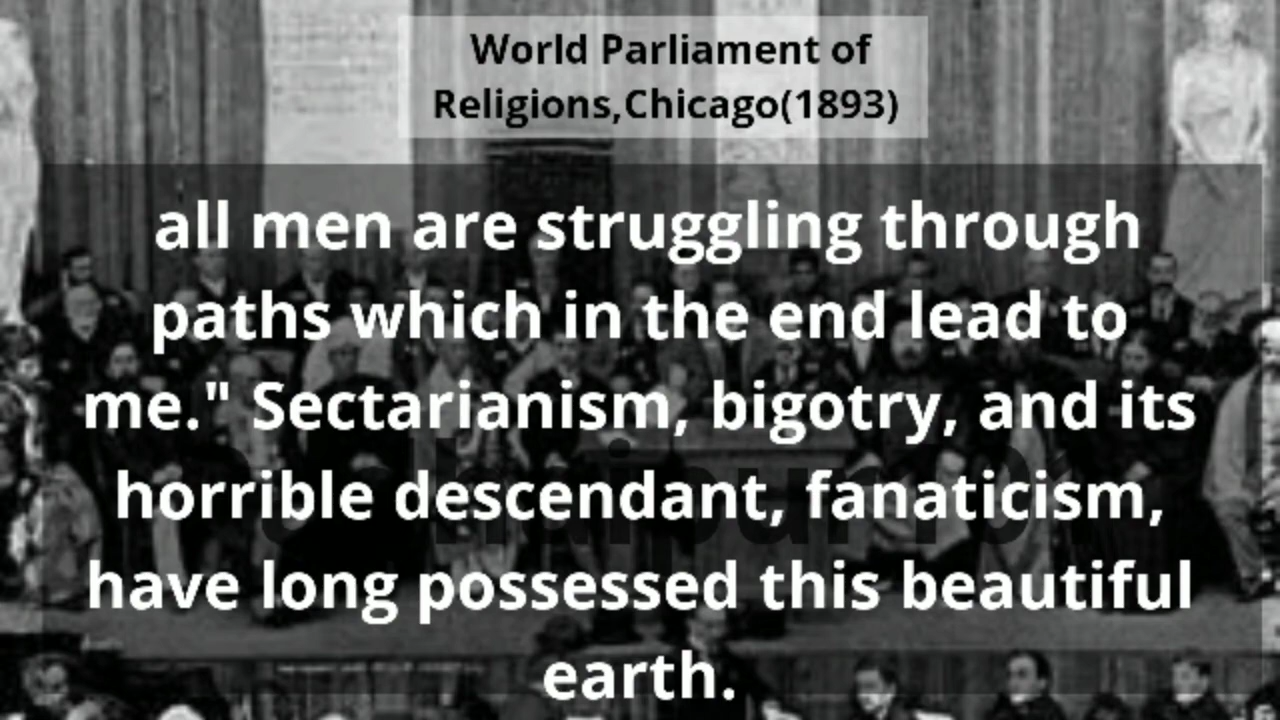 World Parliament of
Religions,Chicago(1893)
all men are struggling through
paths which in the end lead to
me." Sectarianism, bigotry, and its
horrible descendant, fanaticism,
have long possessed this beautiful
earth.